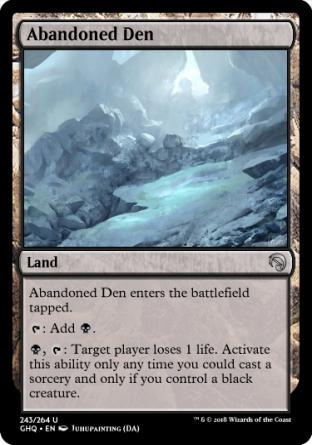 Abandoned Den
Land
Abandoned Den enters the battlefield
tapped.
: Add .
, : Target player loses 1 life. Activate
this ability only any time you could cast a
sorcery and only if you control a black
creature.
243/264 U
GHQ • EN JUHUPAINTING (DA)
™ & © 2018 Wizards of the Coast